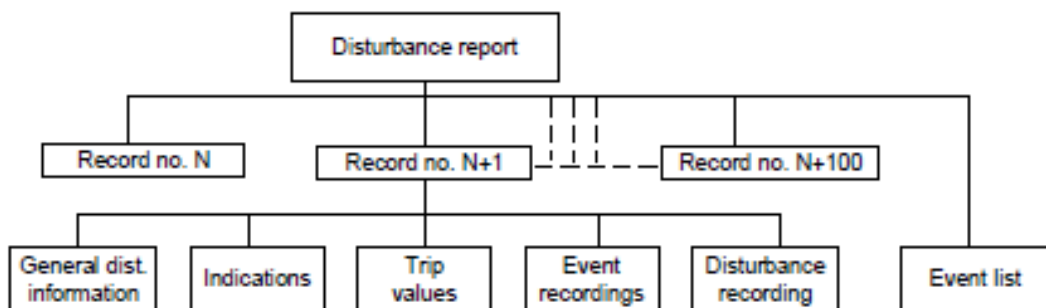 Disturbance report
Record no. N
Record no. N+1
Record no. N+100
General dist.
information
Indications
Trip
values
Event
recordings
Disturbance
recording
Event list